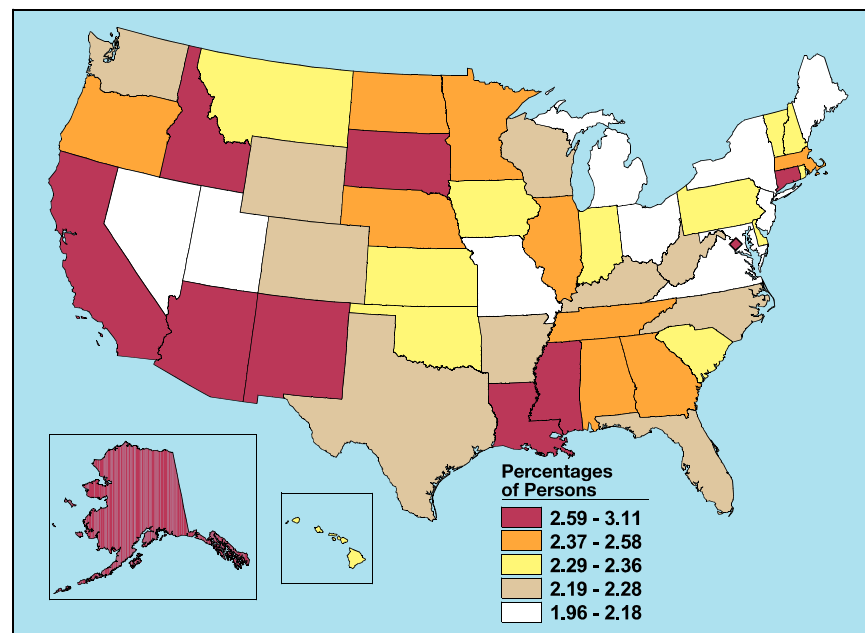 Percentages
of Persons
2.59 - 3.11
2.37 - 2.58
2.29 - 2.36
2.19 - 2.28
1.96 - 2.18